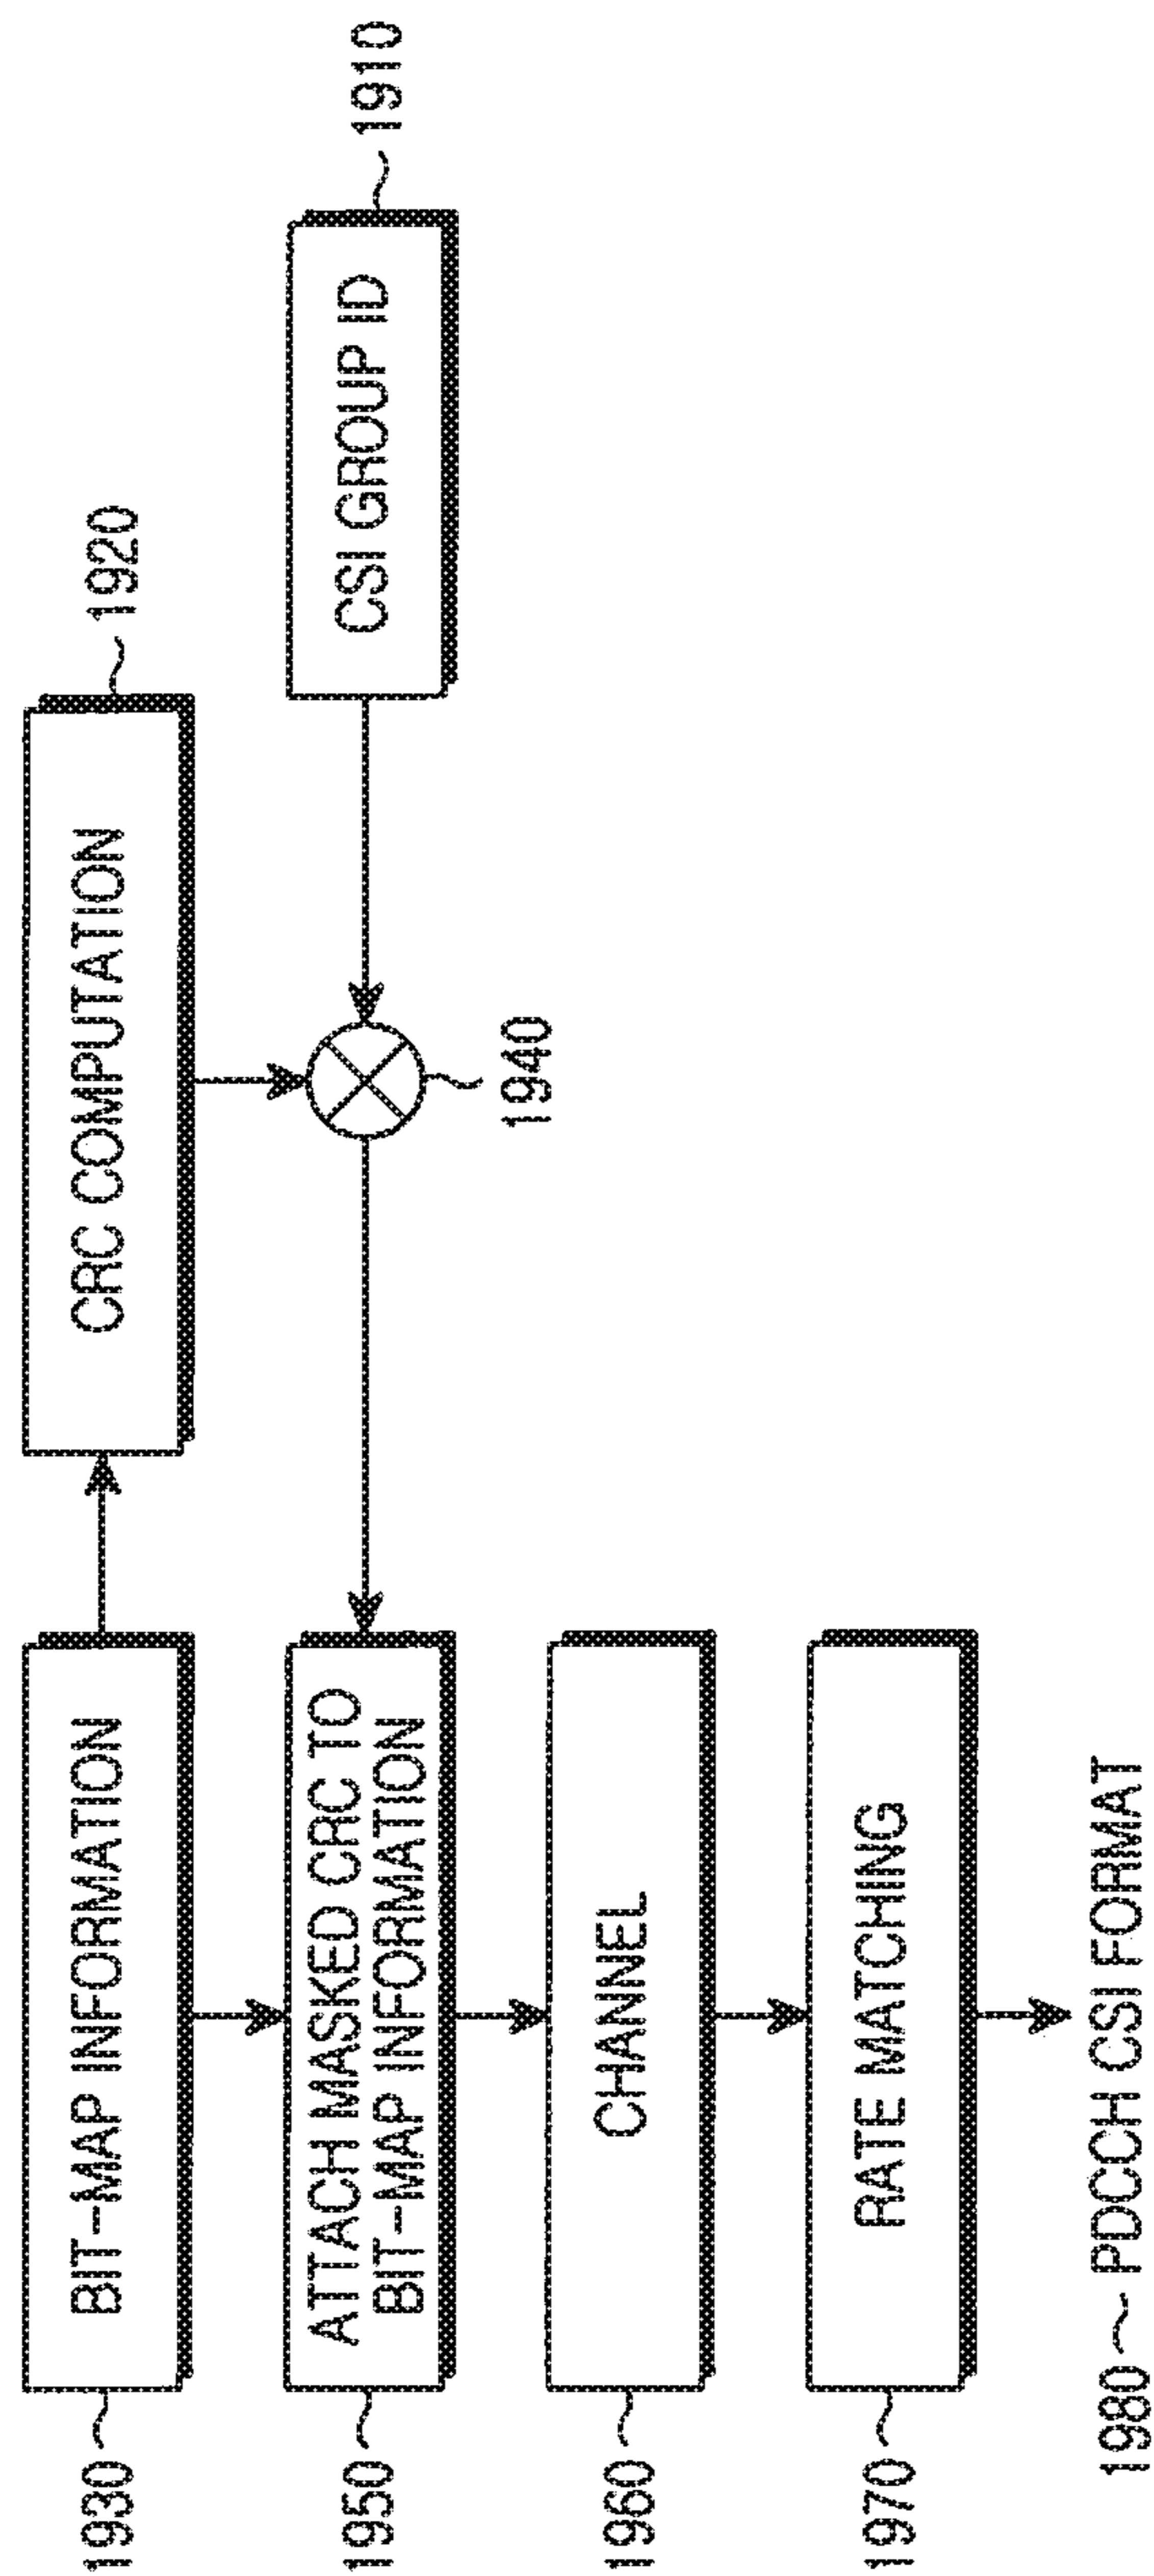 1930
BIT-MAP INFORMATION
CRC COMPUTATION
1920
1950
ATTACH MASKED CRC TO
BIT-MAP INFORMATION
1940
CSI GROUP ID
1910
1960
CHANNEL
1970
RATE MATCHING
1980
PDCCH CSI FORMAT